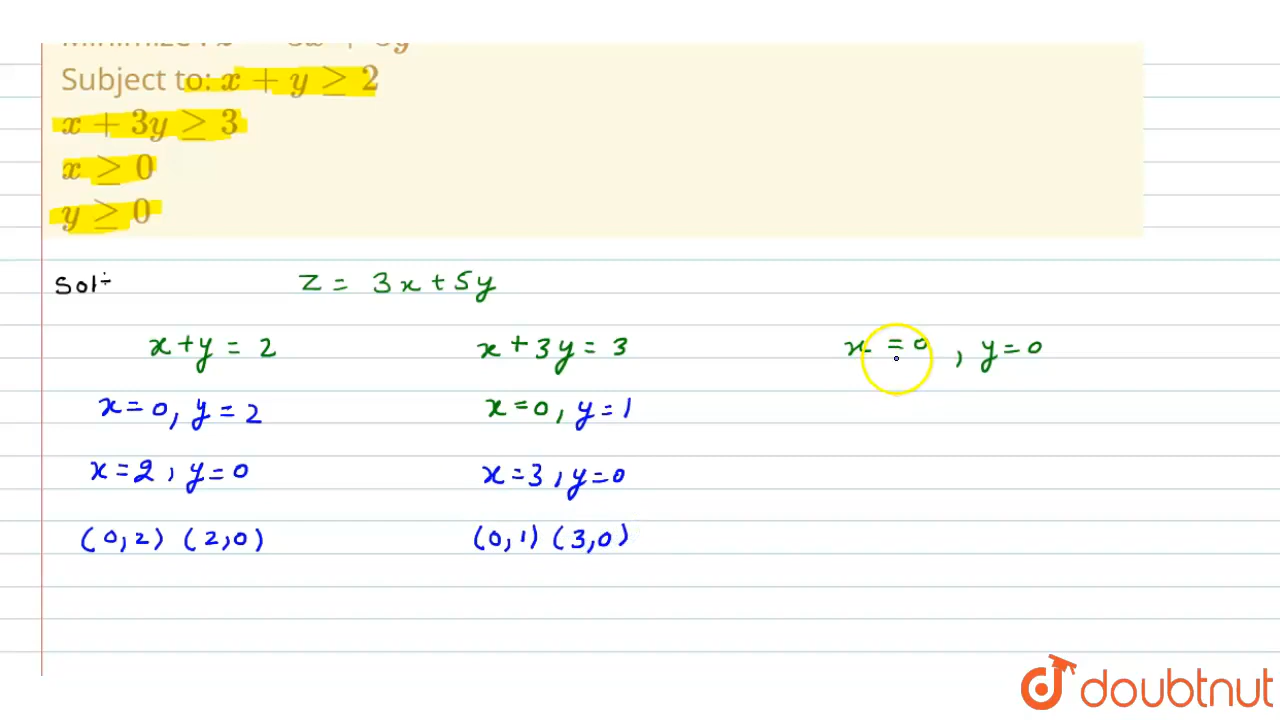 Subject to: x + y ≥ 2
x + 3y ≥ 3
x ≥ 0
y ≥ 0
Sol:- Z = 3x + 5y
x + y = 2 x + 3y = 3 x = 0 , y = 0
x = 0, y = 2 x = 0, y = 1
x = 2, y = 0 x = 3, y = 0
(0,2) (2,0) (0,1) (3,0)
doubtnut